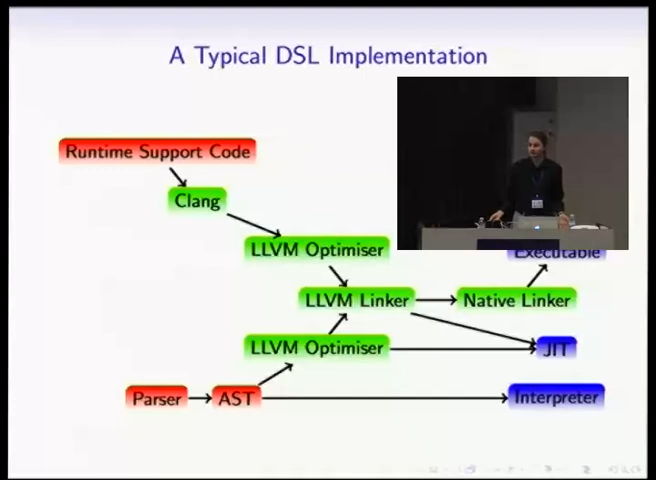 A Typical DSL Implementation
Runtime Support Code
Clang
LLVM Optimiser
Executable
LLVM Linker
Native Linker
LLVM Optimiser
JIT
Parser
AST
Interpreter